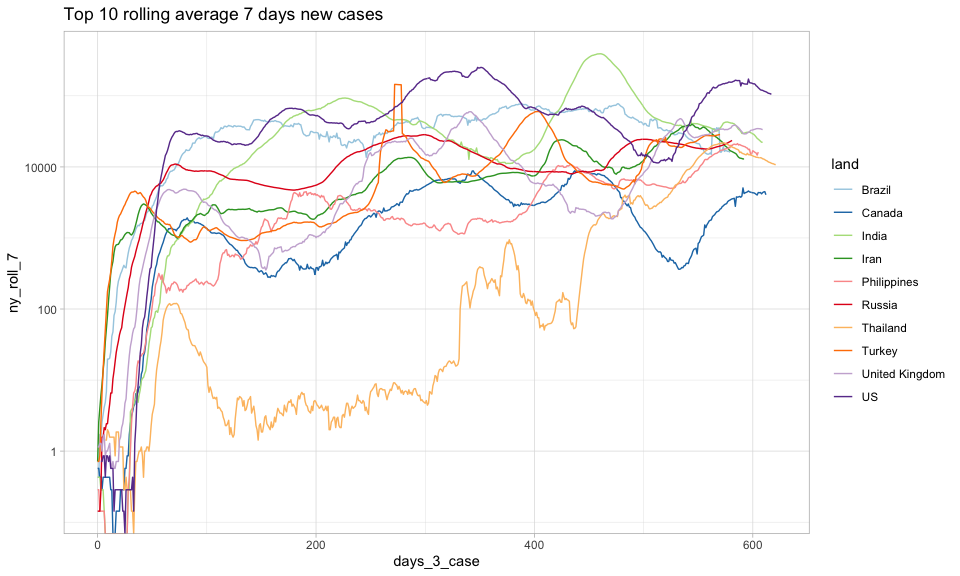 Top 10 rolling average 7 days new cases
ny_roll_7
10000
100
1
0
200
400
600
days_3_case
land
Brazil
Canada
India
Iran
Philippines
Russia
Thailand
Turkey
United Kingdom
US